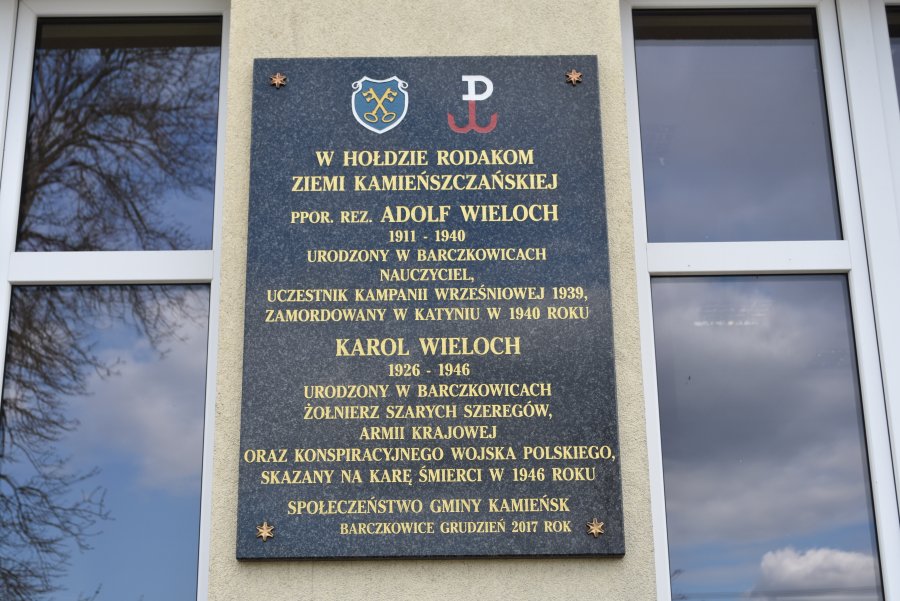 W HOŁDZIE RODAKOM
ZIEMI KAMIEŃSZCZAŃSKIEJ
PPOR. REZ. ADOLF WIELOCH
1911 - 1940
URODZONY W BARCZKOWICACH
NAUCZYCIEL,
UCZESTNIK KAMPANII WRZEŚNIOWEJ 1939,
ZAMORDOWANY W KATYNIU W 1940 ROKU
KAROL WIELOCH
1926 - 1946
URODZONY W BARCZKOWICACH
ŻOŁNIERZ SZARYCH SZEREGÓW,
ARMII KRAJOWEJ
ORAZ KONSPIRACYJNEGO WOJSKA POLSKIEGO,
SKAZANY NA KARĘ ŚMIERCI W 1946 ROKU
SPOŁECZEŃSTWO GMINY KAMIEŃSK
BARCZKOWICE GRUDZIEŃ 2017 ROK